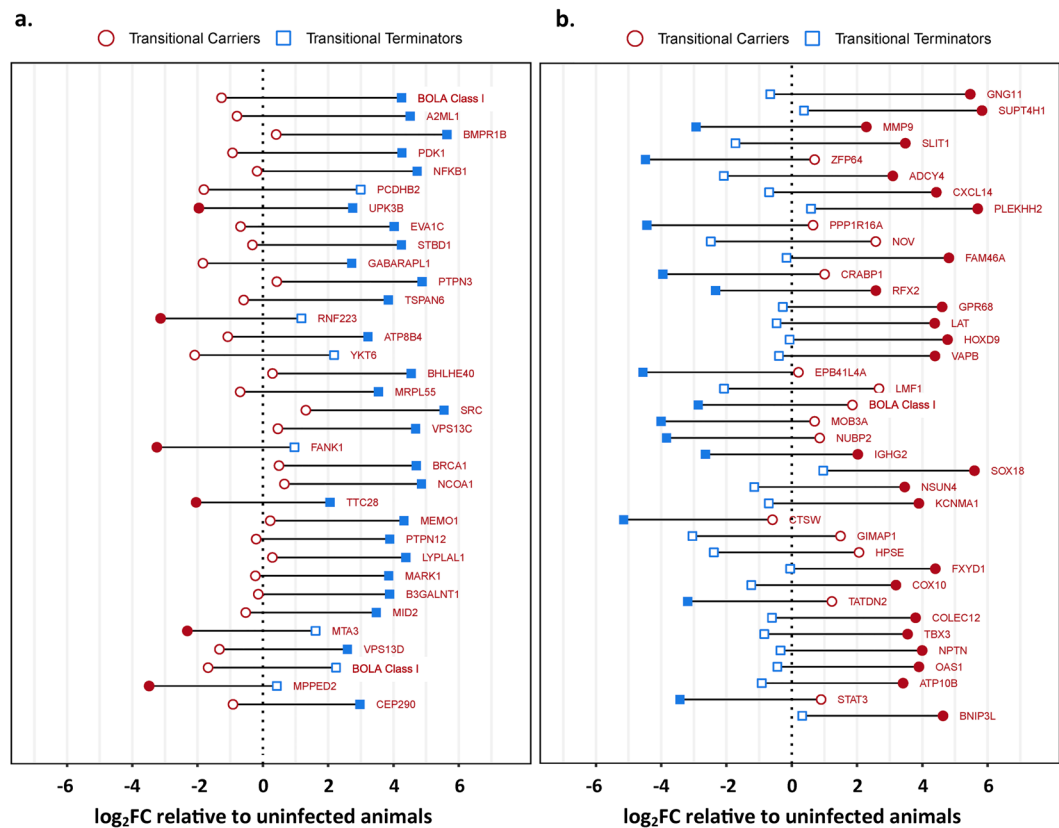 a.
Transitional Carriers Transitional Terminators
BOLA Class I
A2ML1
BMPR1B
PDK1
NFKB1
PCDHB2
UPK3B
EVA1C
STBD1
GABARAPL1
PTPN3
TSPAN6
RNF223
ATP8B4
YKT6
BHLHE40
MRPL55
SRC
VPS13C
FANK1
BRCA1
NCOA1
TTC28
MEMO1
PTPN12
LYPLAL1
MARK1
B3GALNT1
MID2
MTA3
VPS13D
BOLA Class I
MPPED2
CEP290
-6 -4 -2 0 2 4 6
log₂FC relative to uninfected animals
b.
Transitional Carriers Transitional Terminators
GNG11
SUPT4H1
MMP9
SLIT1
ZFP64
ADCY4
CXCL14
PLEKHH2
PPP1R16A
NOV
FAM46A
CRABP1
RFX2
GPR68
LAT
HOXD9
VAPB
EPB41L4A
LMF1
BOLA Class I
MOB3A
NUBP2
IGHG2
SOX18
NSUN4
KCNMA1
CTSW
GIMAP1
HPSE
FXYD1
COX10
TATDN2
COLEC12
TBX3
NPTN
OAS1
ATP10B
STAT3
BNIP3L
-6 -4 -2 0 2 4 6
log₂FC relative to uninfected animals